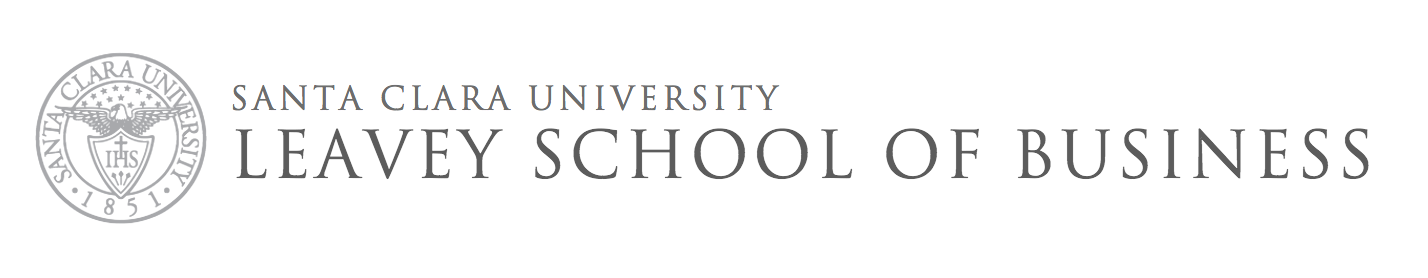 SANTA CLARA UNIVERSITY
IHS
1851
SANTA CLARA UNIVERSITY
LEAVEY SCHOOL OF BUSINESS